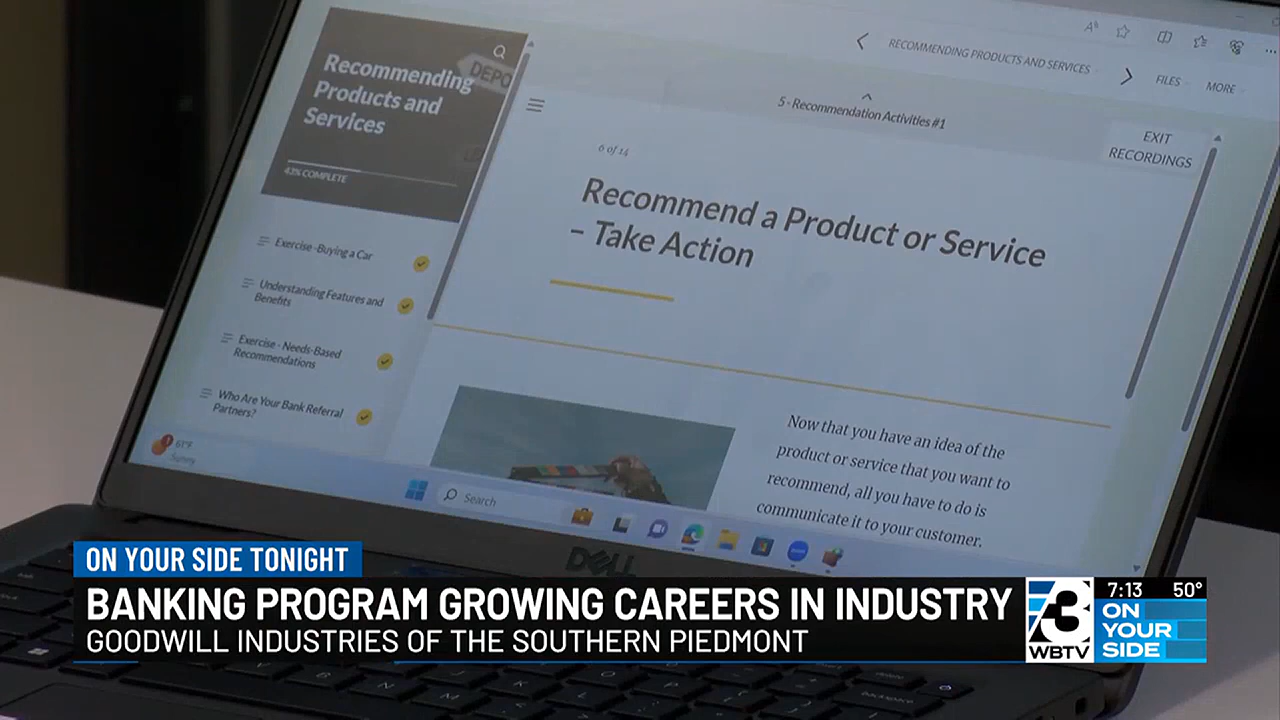 RECOMMENDING PRODUCTS AND SERVICES
FILES
MORE
Recommending
Products and
Services
DEPO
43% COMPLETE
5 - Recommendation Activities #1
EXIT
RECORDINGS
6 of 14
Recommend a Product or Service
– Take Action
Exercise -Buying a Car
Understanding Features and
Benefits
Exercise - Needs-Based
Recommendations
Who Are Your Bank Referral
Partners?
Now that you have an idea of the
product or service that you want to
recommend, all you have to do is
communicate it to your customer.
61°F
Sunny
Search
DELL
ON YOUR SIDE TONIGHT
BANKING PROGRAM GROWING CAREERS IN INDUSTRY
GOODWILL INDUSTRIES OF THE SOUTHERN PIEDMONT
3
WBTV
7:13 50°
ON
YOUR
SIDE
backspace